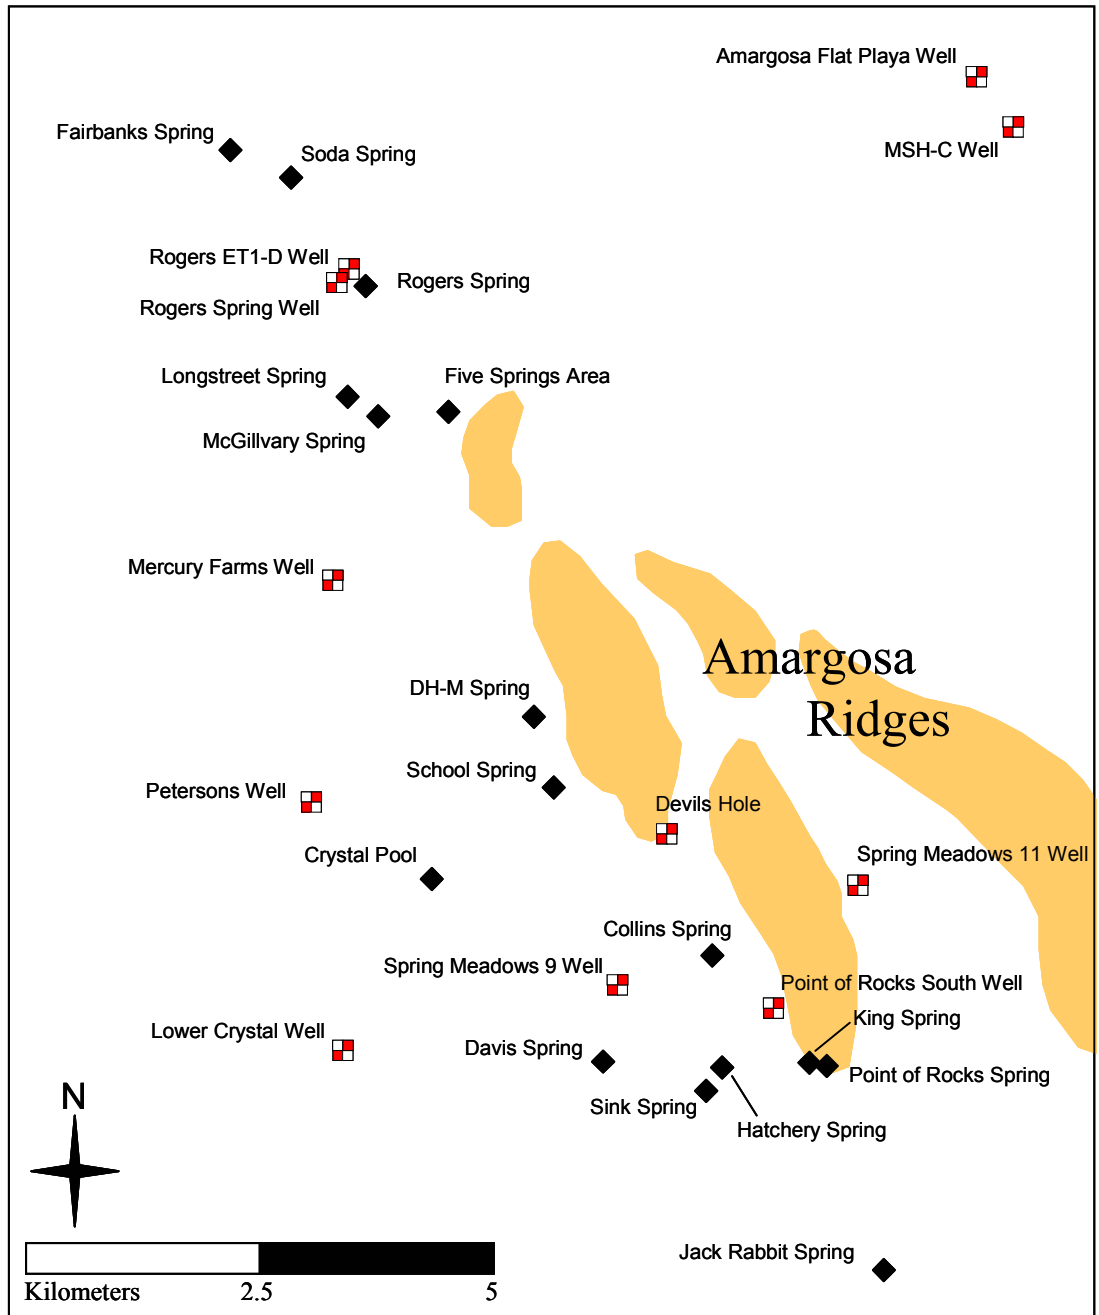 Amargosa Flat Playa Well
Fairbanks Spring
Soda Spring
MSH-C Well
Rogers ET1-D Well
Rogers Spring
Rogers Spring Well
Longstreet Spring
Five Springs Area
McGillvary Spring
Mercury Farms Well
Amargosa
Ridges
DH-M Spring
School Spring
Petersons Well
Devils Hole
Crystal Pool
Spring Meadows 11 Well
Collins Spring
Spring Meadows 9 Well
Point of Rocks South Well
King Spring
Lower Crystal Well
Davis Spring
Point of Rocks Spring
Sink Spring
Hatchery Spring
N
Jack Rabbit Spring
Kilometers 2.5 5